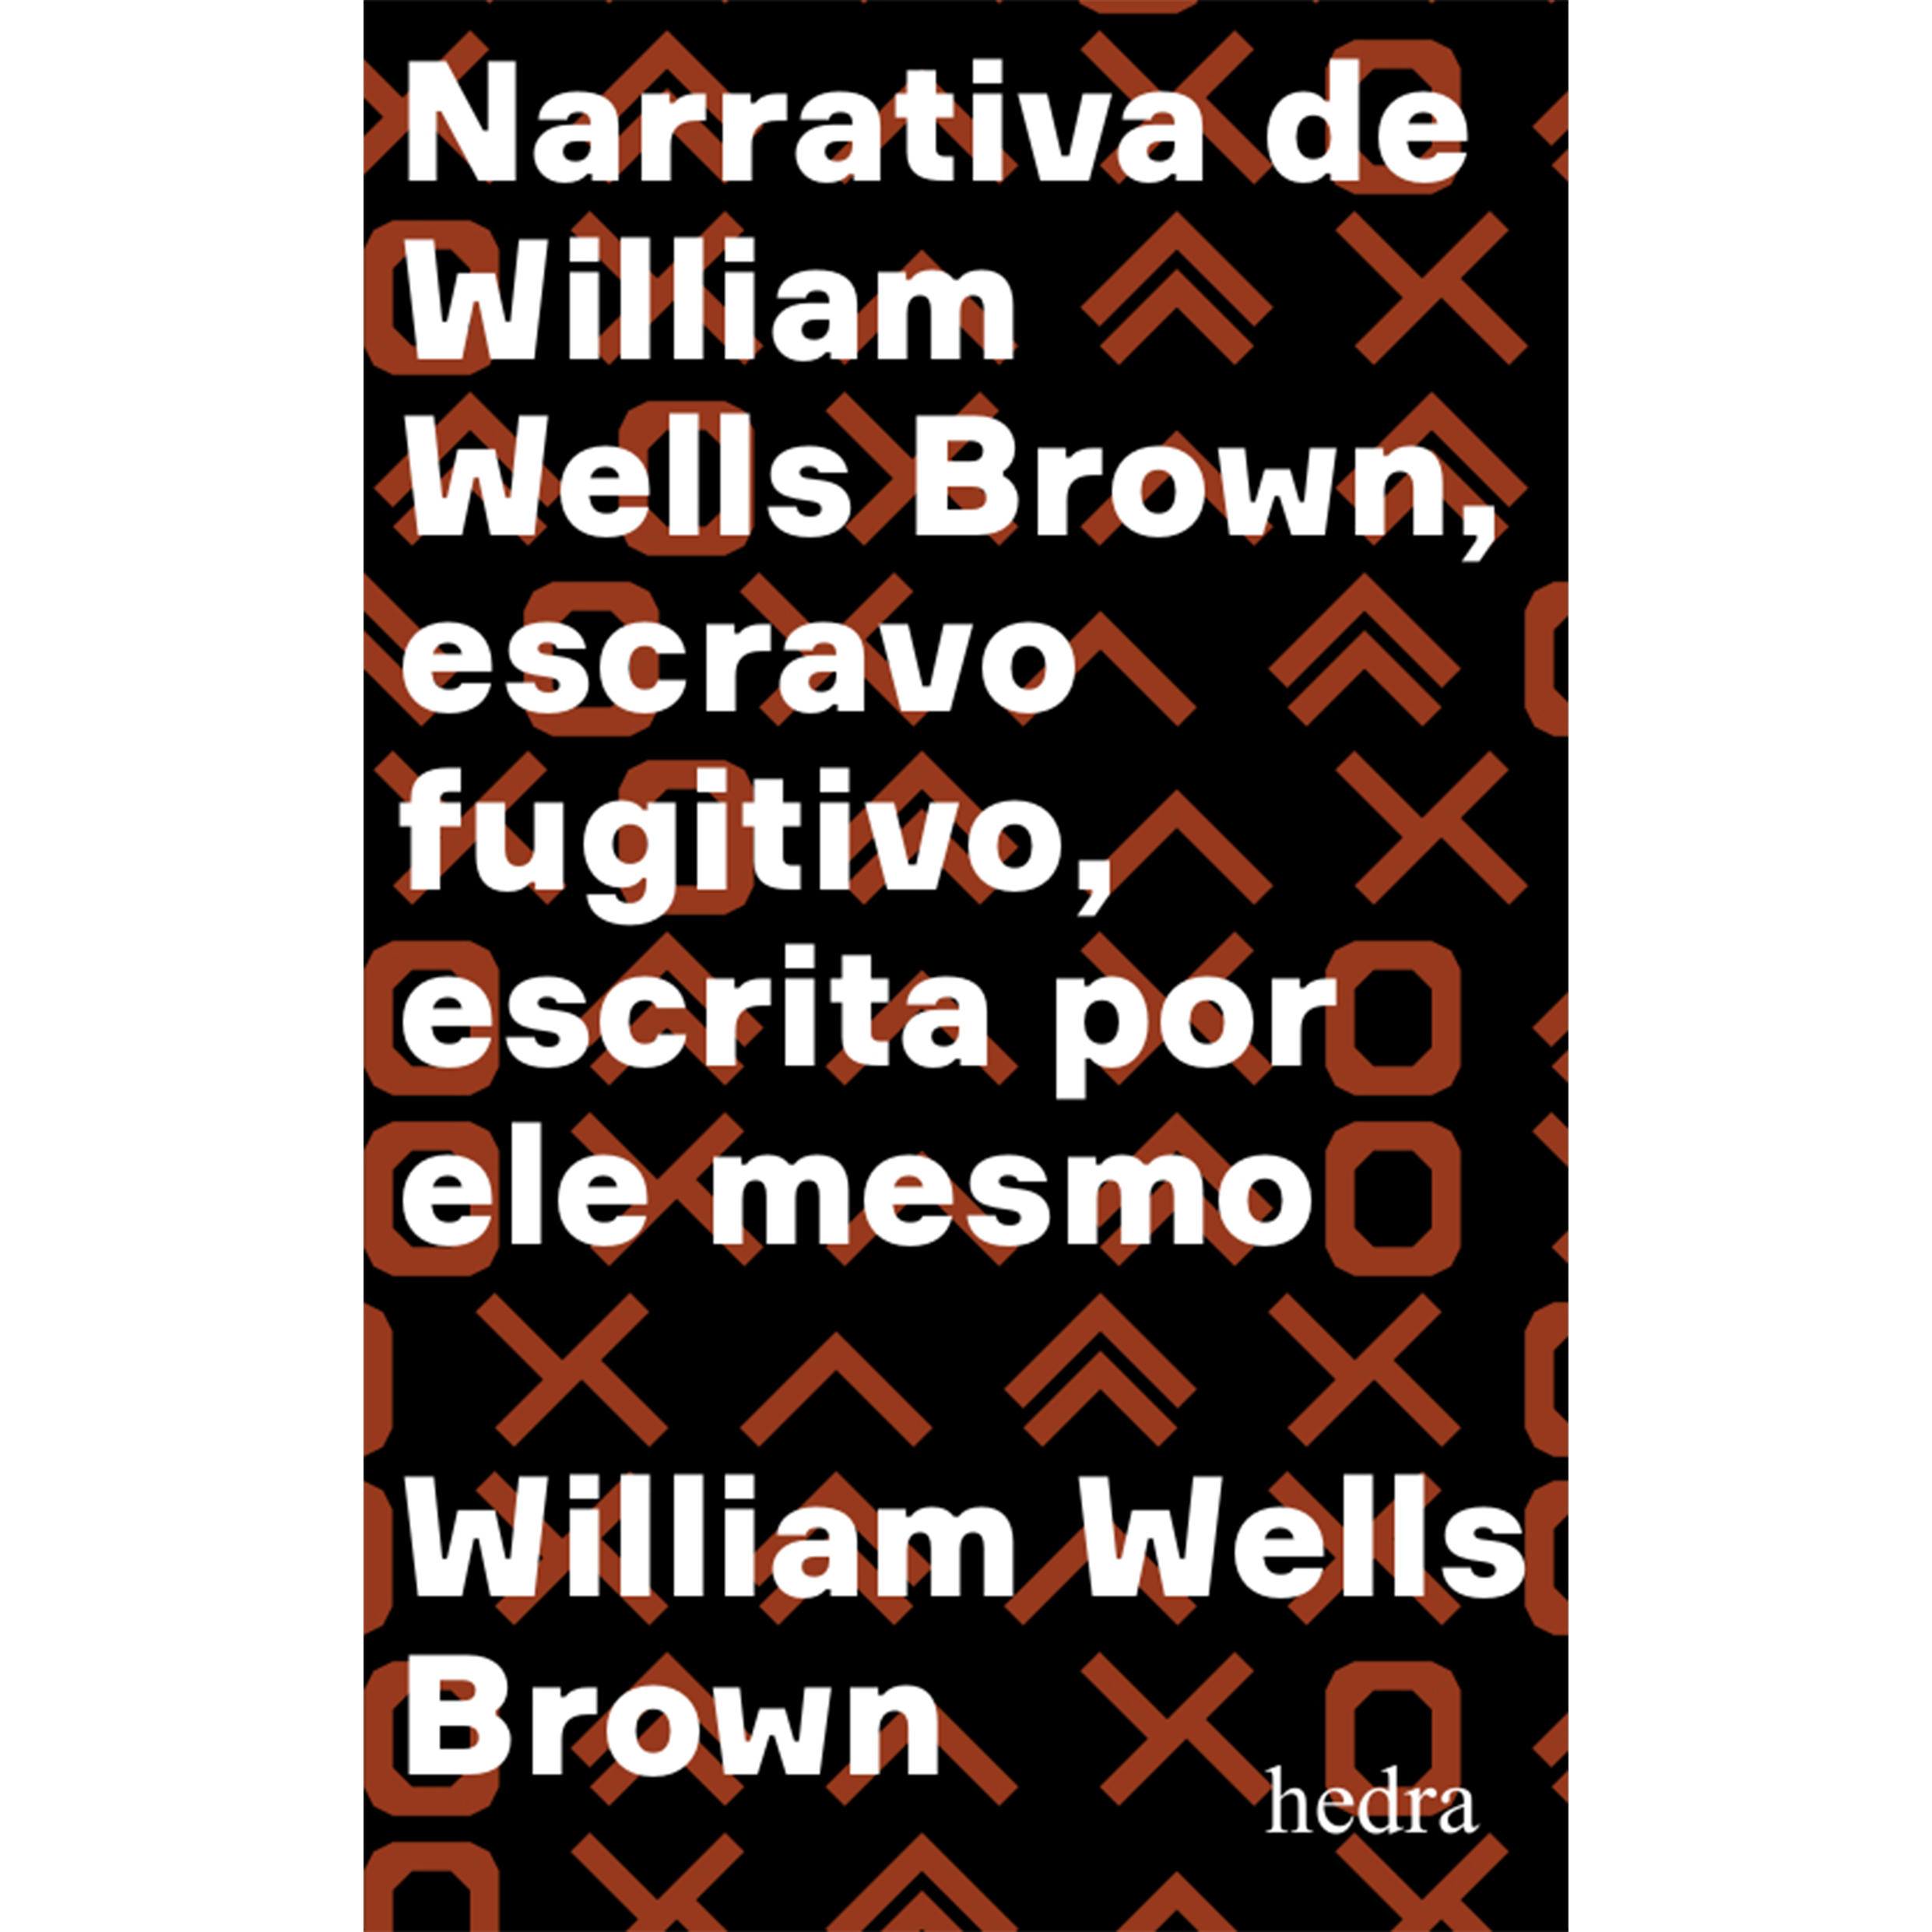 Narrativa de
William
Wells Brown,
escravo
fugitivo,
escrita por
ele mesmo
William Wells
Brown
hedra